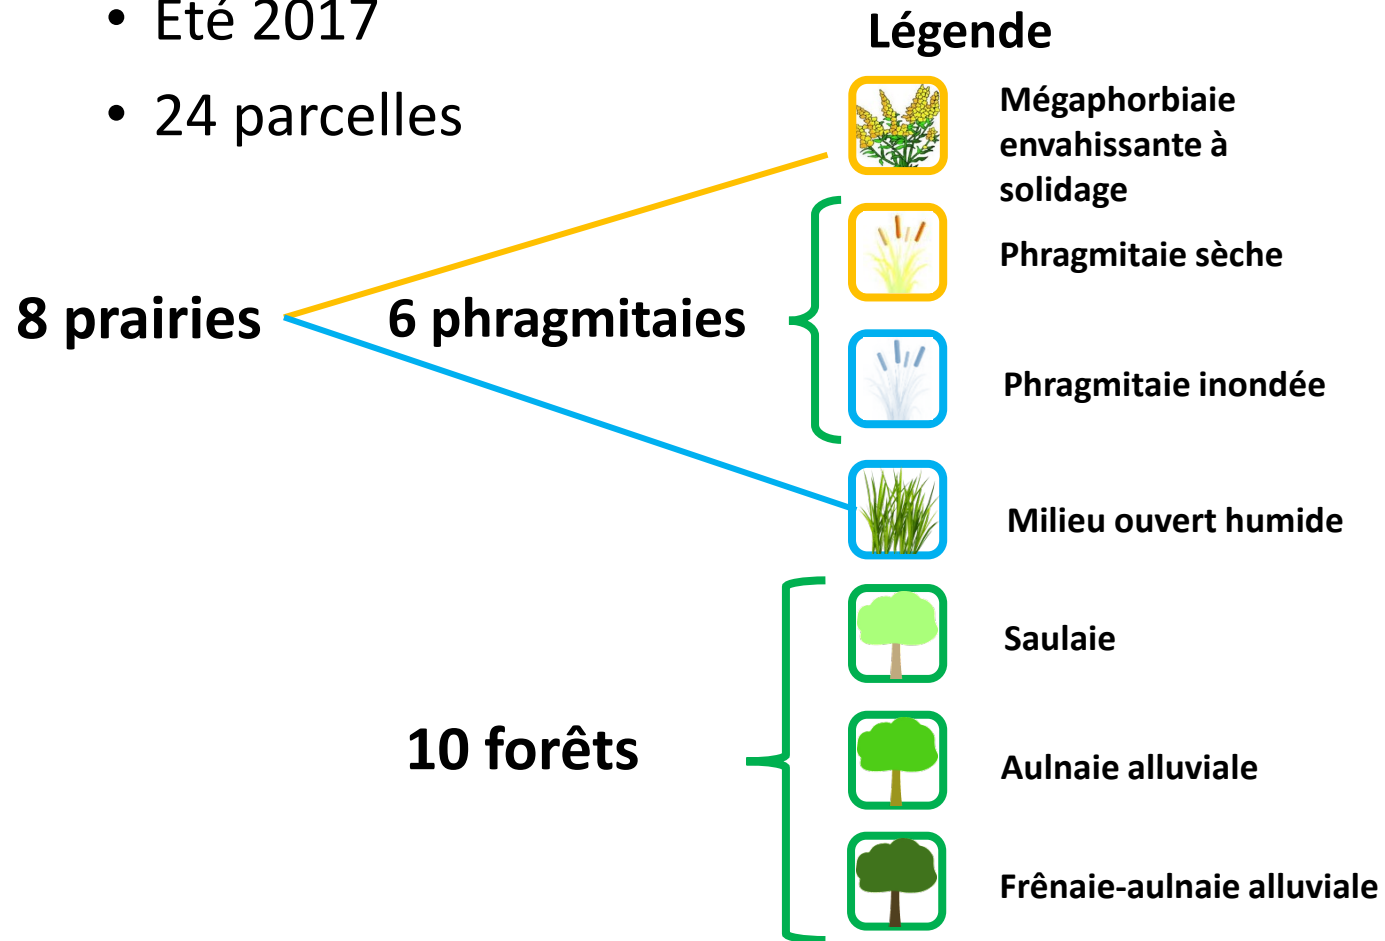 • Eté 2017
• 24 parcelles
Légende
Mégaphorbiaie
envahissante à
solidage
Phragmitaie sèche
8 prairies
6 phragmitaies
Phragmitaie inondée
Milieu ouvert humide
Saulaie
10 forêts
Aulnaie alluviale
Frênaie-aulnaie alluviale